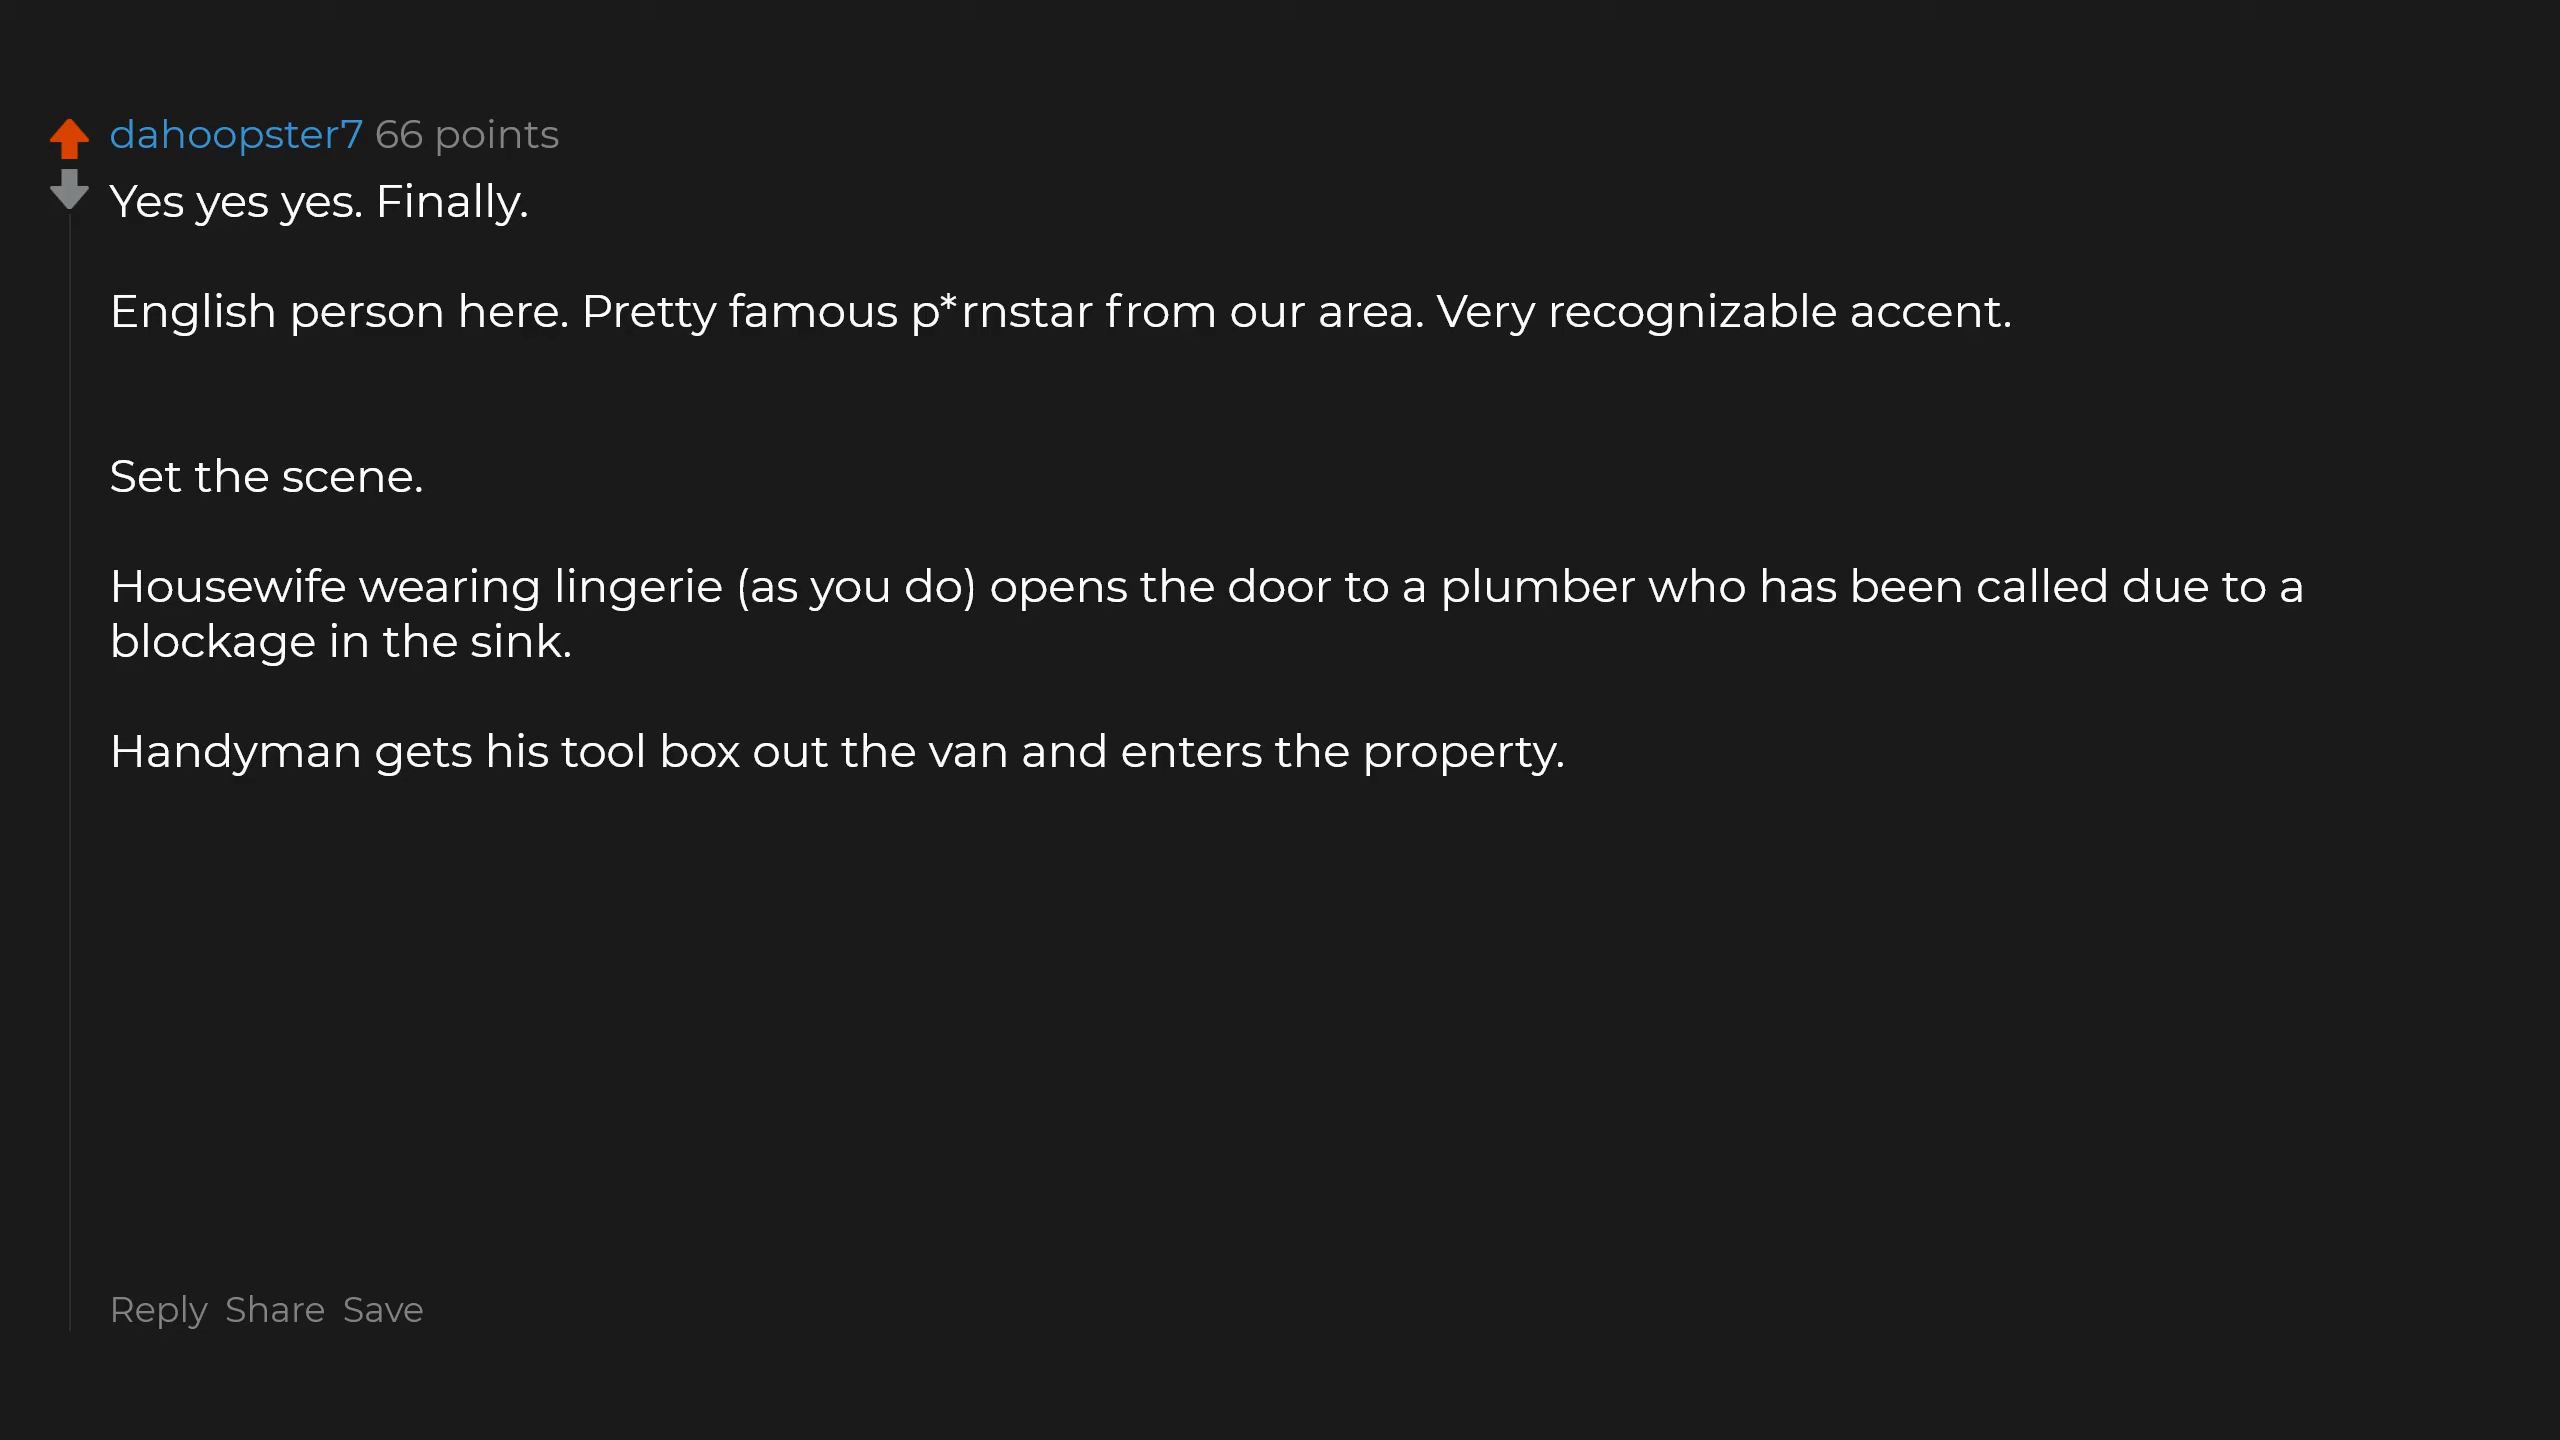 dahoopster7 66 points
Yes yes yes. Finally.
English person here. Pretty famous p*rnstar from our area. Very recognizable accent.
Set the scene.
Housewife wearing lingerie (as you do) opens the door to a plumber who has been called due to a
blockage in the sink.
Handyman gets his tool box out the van and enters the property.
Reply Share Save